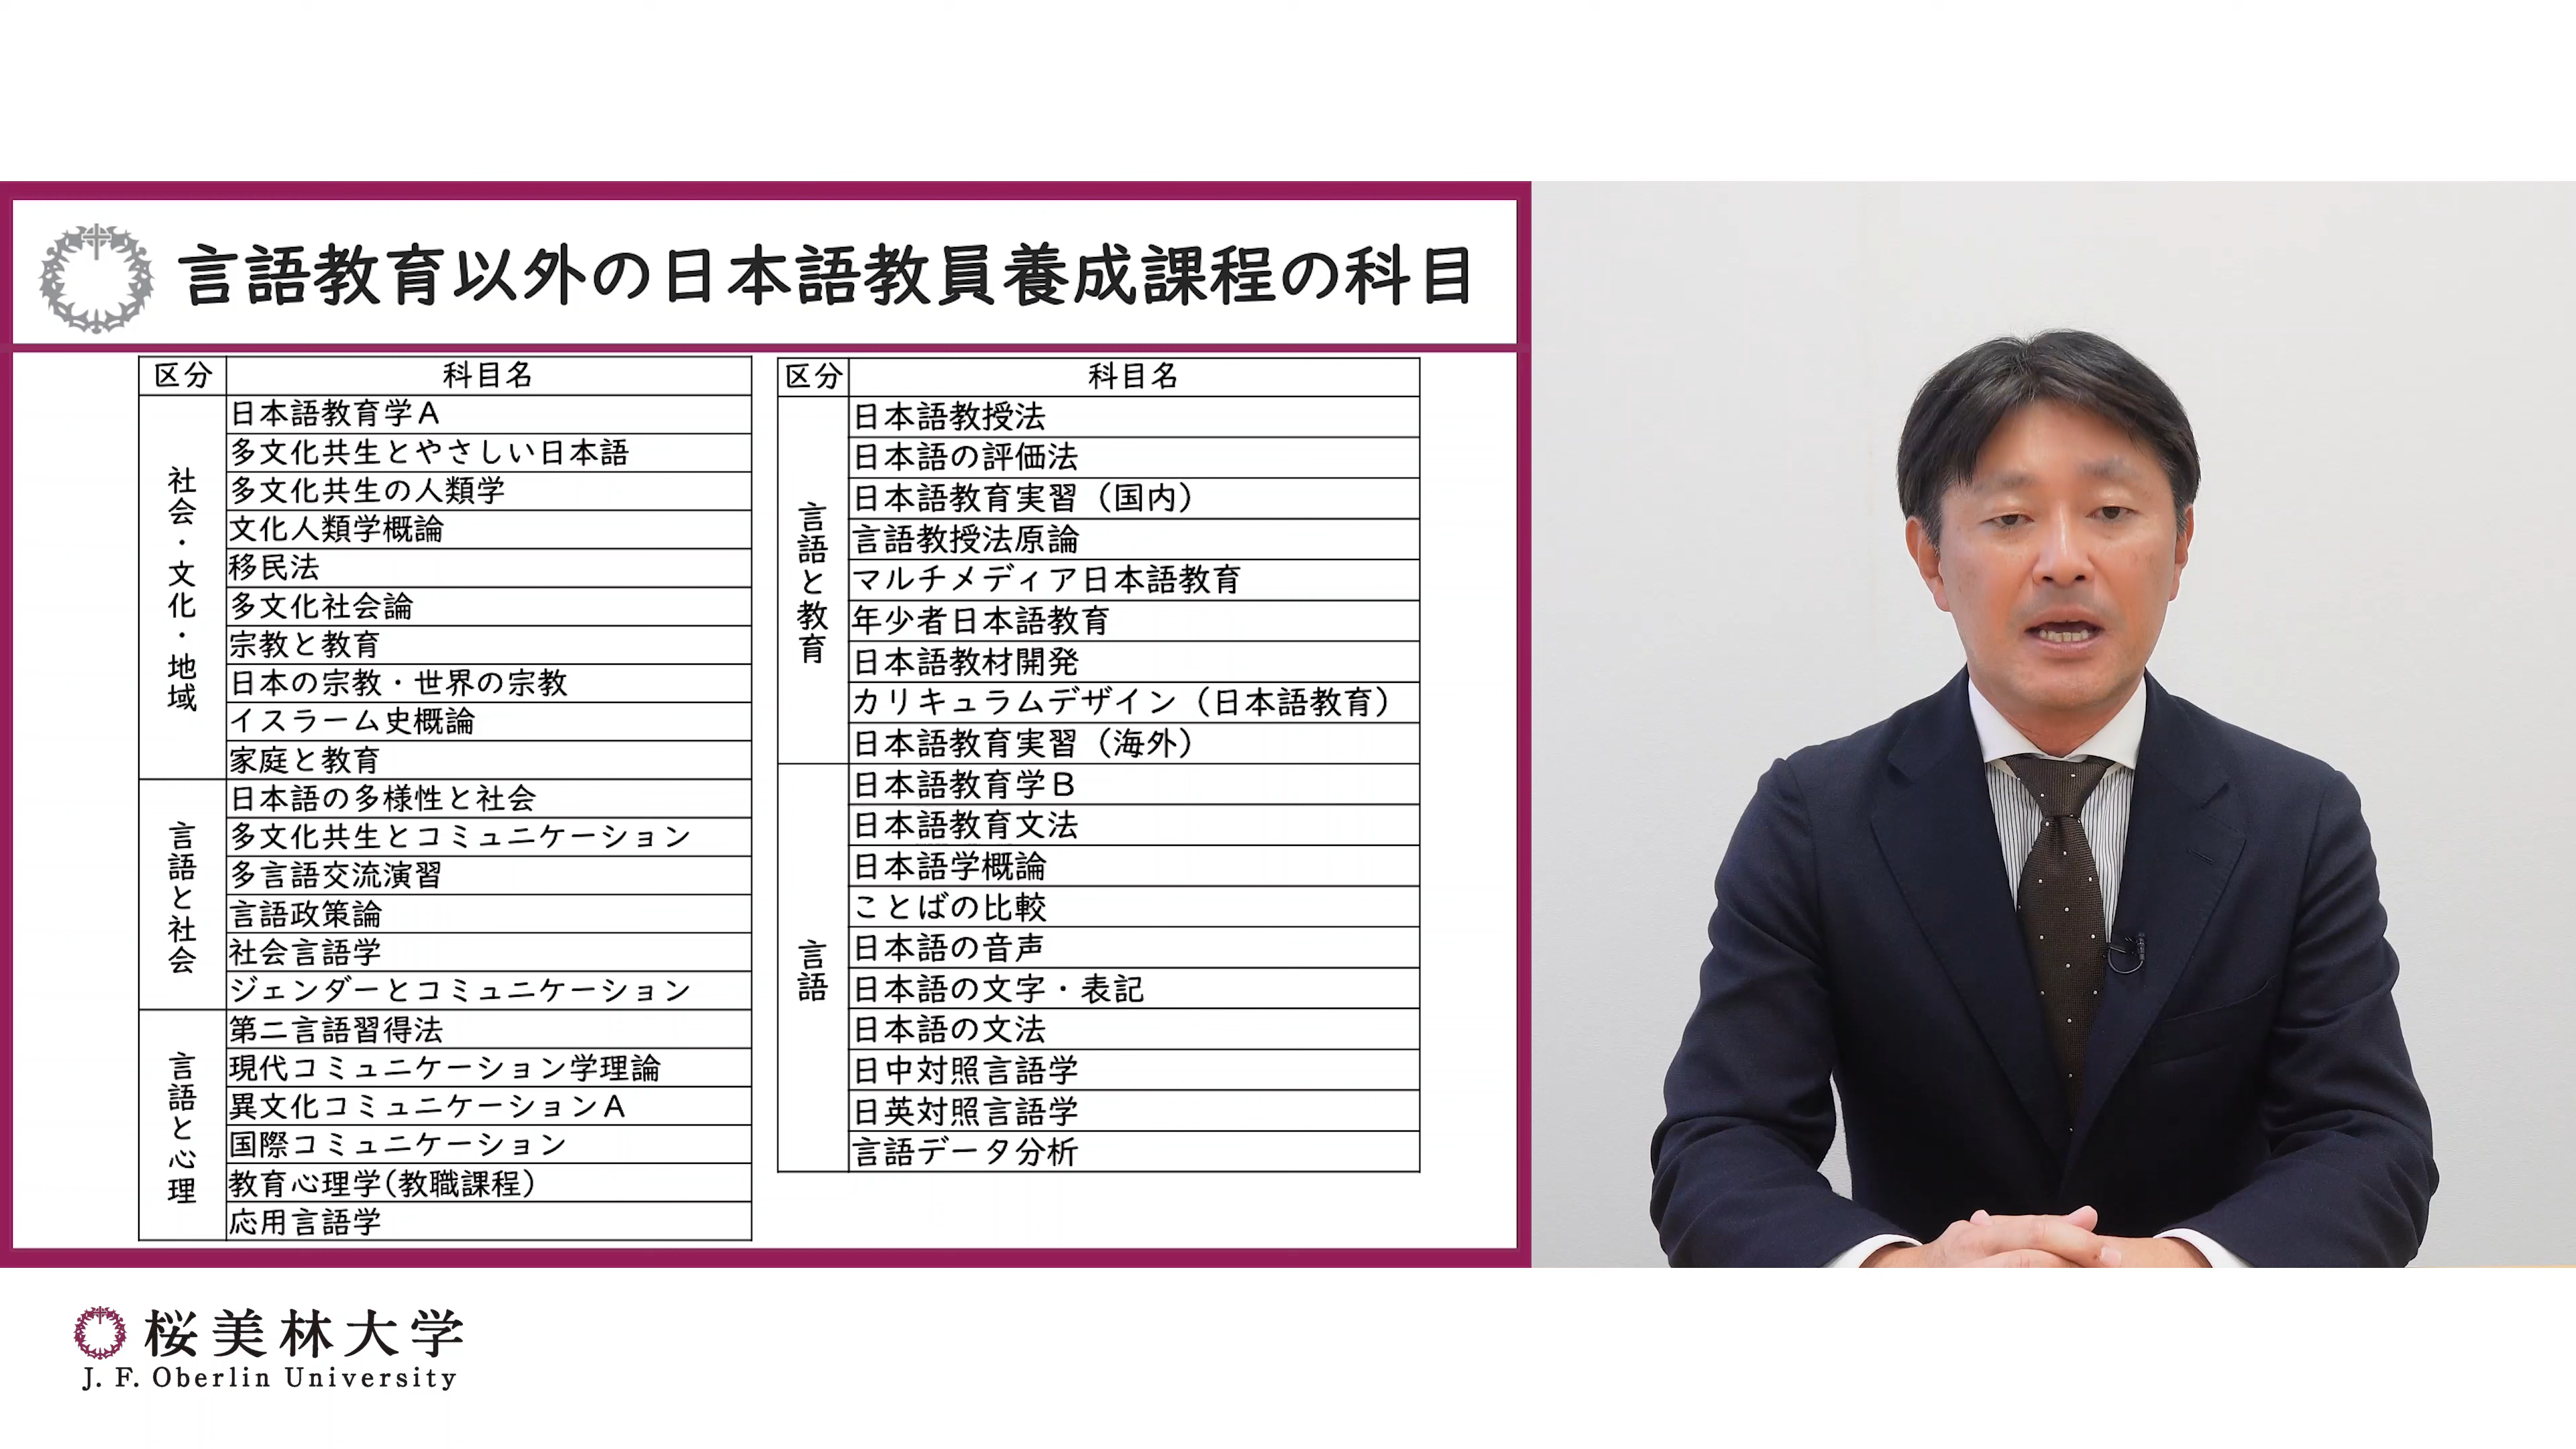 言語教育以外の日本語教員養成課程の科目
区分 科目名
社会・文化・地域
日本語教育学A
多文化共生とやさしい日本語
多文化共生の人類学
文化人類学概論
移民法
多文化社会論
宗教と教育
日本の宗教・世界の宗教
イスラーム史概論
家庭と教育
言語と社会
日本語の多様性と社会
多文化共生とコミュニケーション
多言語交流演習
言語政策論
社会言語学
ジェンダーとコミュニケーション
言語と心理
第二言語習得法
現代コミュニケーション学理論
異文化コミュニケーションA
国際コミュニケーション
教育心理学(教職課程)
応用言語学
区分 科目名
言語と教育
日本語教授法
日本語の評価法
日本語教育実習（国内）
言語教授法原論
マルチメディア日本語教育
年少者日本語教育
日本語教材開発
カリキュラムデザイン（日本語教育）
日本語教育実習（海外）
言語
日本語教育学B
日本語教育文法
日本語学概論
ことばの比較
日本語の音声
日本語の文字・表記
日本語の文法
日中対照言語学
日英対照言語学
言語データ分析
桜美林大学
J. F. Oberlin University